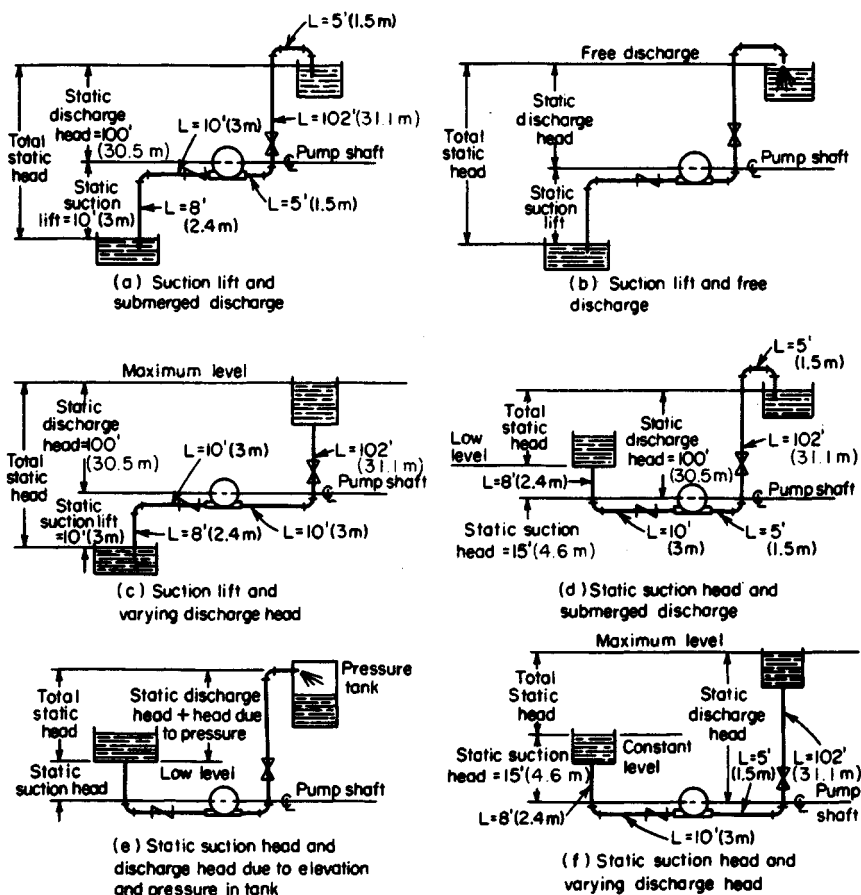 L=5' (1.5 m)
Static
discharge
head=100'
(30.5 m)
Total
static
head
L=10' (3m)
L=102' (31.1 m)
Pump shaft
Static
suction
lift=10' (3m)
L=8'
(2.4 m)
L=5' (1.5m)
(a) Suction lift and
submerged discharge
Free discharge
Static
discharge
head
Total
static
head
Pump shaft
Static
suction
lift
(b) Suction lift and free
discharge
Maximum level
Static
discharge
head=100'
(30.5 m)
L=10' (3m)
L=102'
(31.1 m)
Total
static
head
Pump shaft
Static
suction lift
=10' (3m)
L=8' (2.4m)
L=10' (3m)
(c) Suction lift and
varying discharge head
L=5'
(1.5m)
Total
static
head
Static
discharge
head=100'
(30.5m)
Low
level
L=102'
(31.1 m)
L=8'(2.4m)
Pump shaft
Static suction
head =15'(4.6 m)
L=10'
(3m)
L=5'
(1.5m)
(d) Static suction head and
submerged discharge
Pressure
tank
Total
static
head
Static discharge
head + head due
to pressure
Static
suction head
Low level
Pump shaft
(e) Static suction head and
discharge head due to elevation
and pressure in tank
Maximum level
Total
Static
head
Static
discharge
head
Static suction
head =15'(4.6 m)
Constant
level
L=5'
(1.5m)
L=102'
(31.1 m)
Pump
shaft
L=8'(2.4m)
L=10' (3m)
(f) Static suction head and
varying discharge head